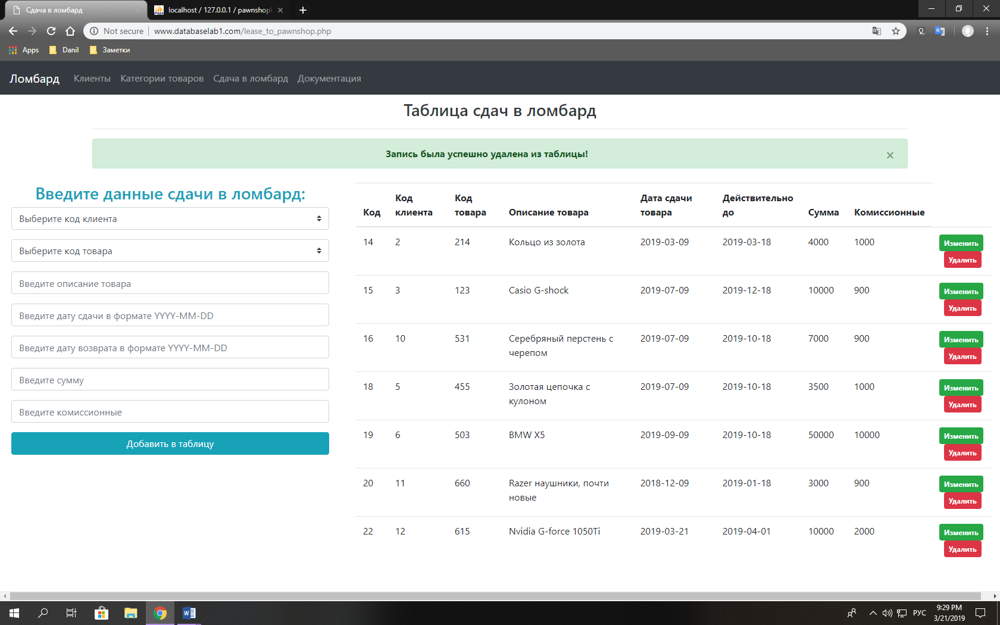 Сдача в ломбард
localhost / 127.0.0.1 / pawnshop
Not secure
www.databaselab1.com/lease_to_pawnshop.php
Apps
Danil
Заметки
Ломбард Клиенты Категории товаров Сдача в ломбард Документация
Таблица сдач в ломбард
Запись была успешно удалена из таблицы! ×
Введите данные сдачи в ломбард:
Выберите код клиента
Выберите код товара
Введите описание товара
Введите дату сдачи в формате YYYY-MM-DD
Введите дату возврата в формате YYYY-MM-DD
Введите сумму
Введите комиссионные
Добавить в таблицу
Код Код клиента Код товара Описание товара Дата сдачи товара Действительно до Сумма Комиссионные
14 2 214 Кольцо из золота 2019-03-09 2019-03-18 4000 1000 Изменить
Удалить
15 3 123 Casio G-shock 2019-07-09 2019-12-18 10000 900 Изменить
Удалить
16 10 531 Серебряный перстень с черепом 2019-07-09 2019-10-18 7000 900 Изменить
Удалить
18 5 455 Золотая цепочка с кулоном 2019-07-09 2019-10-18 3500 1000 Изменить
Удалить
19 6 503 BMW X5 2019-09-09 2019-10-18 50000 10000 Изменить
Удалить
20 11 660 Razer наушники, почти новые 2018-12-09 2019-01-18 3000 900 Изменить
Удалить
22 12 615 Nvidia G-force 1050Ti 2019-03-21 2019-04-01 10000 2000 Изменить
Удалить
РУС
9:29 PM
3/21/2019